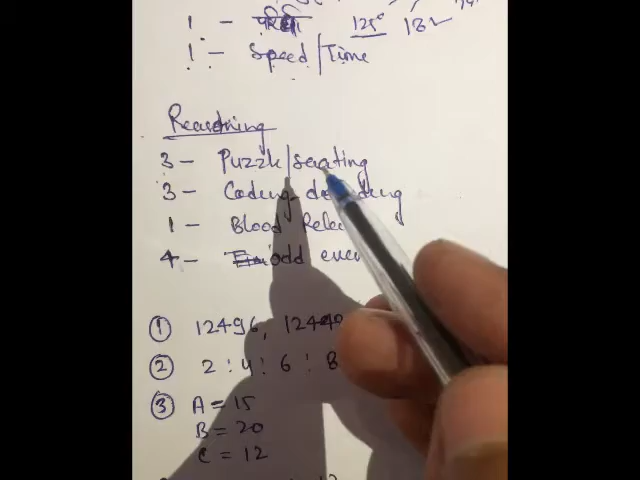 1 - 125° 182
1 - Speed/Time
Reasoning
3 - Puzzle/Seating
3 - Coding-decoding
1 - Blood
4 - odd even
① 12496,
② 2 : 4 : 6 : 8
③ A = 15
B = 20
C = 12